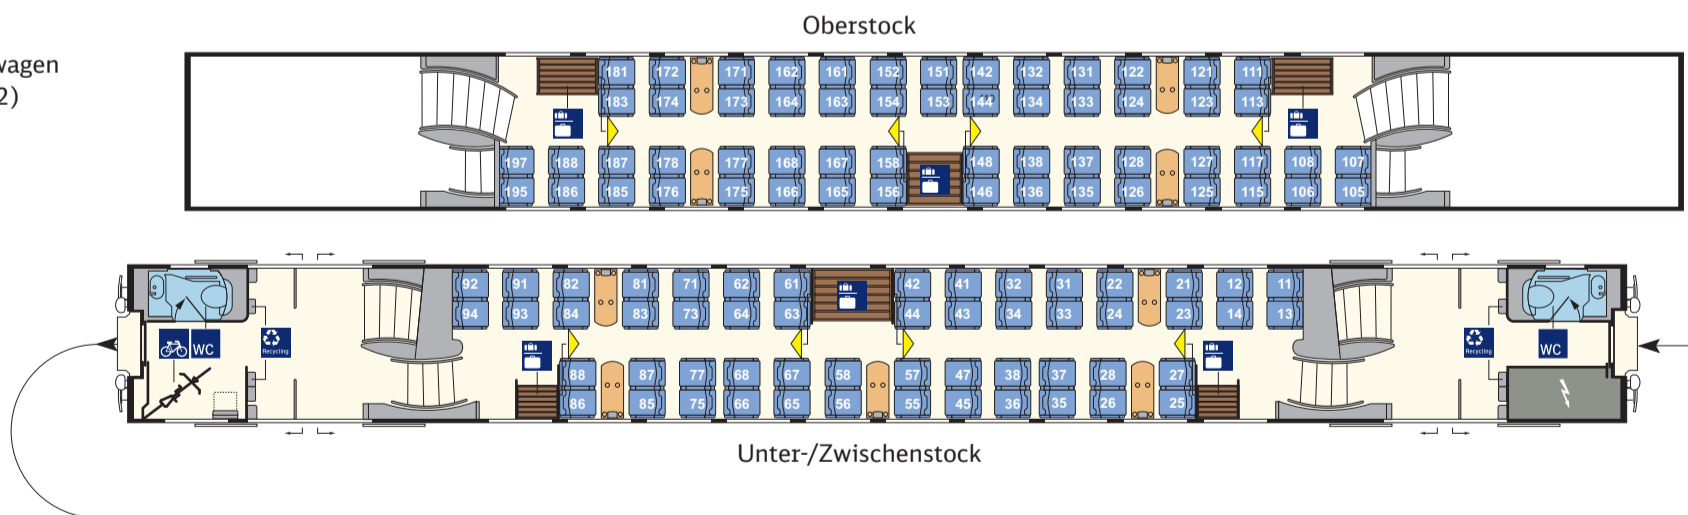 Oberstock
wagen
2)
181 172 171 162 161 152 151 142 132 131 122 121 111
183 174 173 164 163 154 153 144 134 133 124 123 113
197 188 187 178 177 168 167 158 148 138 137 128 127 117 108 107
195 186 185 176 175 166 165 156 146 136 135 126 125 115 106 105
92 91 82 81 71 62 61 42 41 32 31 22 21 12 11
94 93 84 83 73 64 63 44 43 34 33 24 23 14 13
WC Recycling Recycling WC
88 87 77 68 67 58 57 47 38 37 28 27
86 85 75 66 65 56 55 45 36 35 26 25
Unter-/Zwischenstock